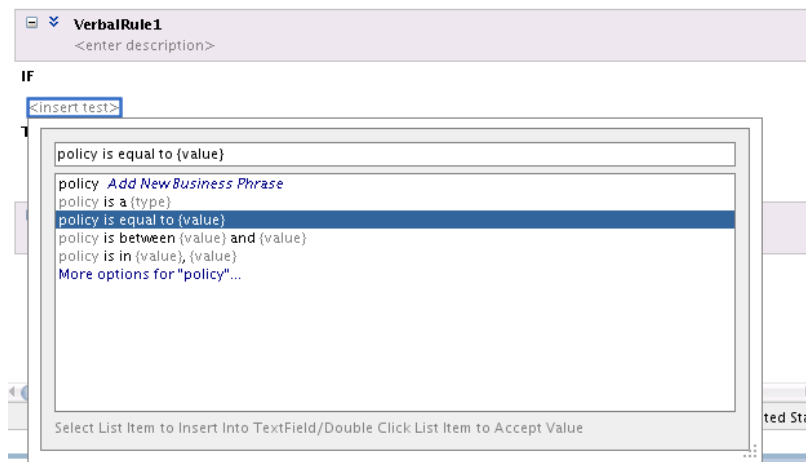 VerbalRule1
<enter description>
IF
<insert test>
T
policy is equal to {value}
policy Add New Business Phrase
policy is a {type}
policy is equal to {value}
policy is between {value} and {value}
policy is in {value}, {value}
More options for "policy"...
Select List Item to Insert Into TextField/Double Click List Item to Accept Value
ted Sta